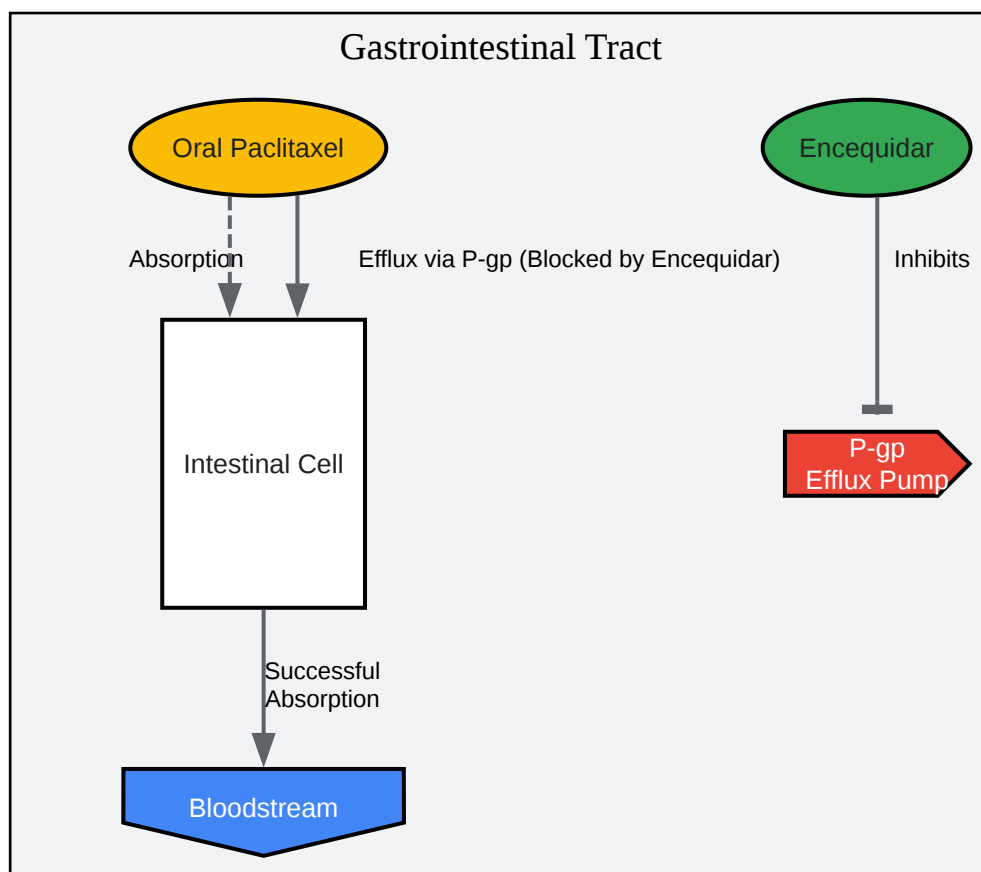 Gastrointestinal Tract
Oral Paclitaxel
Encequidar
Absorption
Efflux via P-gp (Blocked by Encequidar)
Inhibits
Intestinal Cell
P-gp
Efflux Pump
Successful
Absorption
Bloodstream